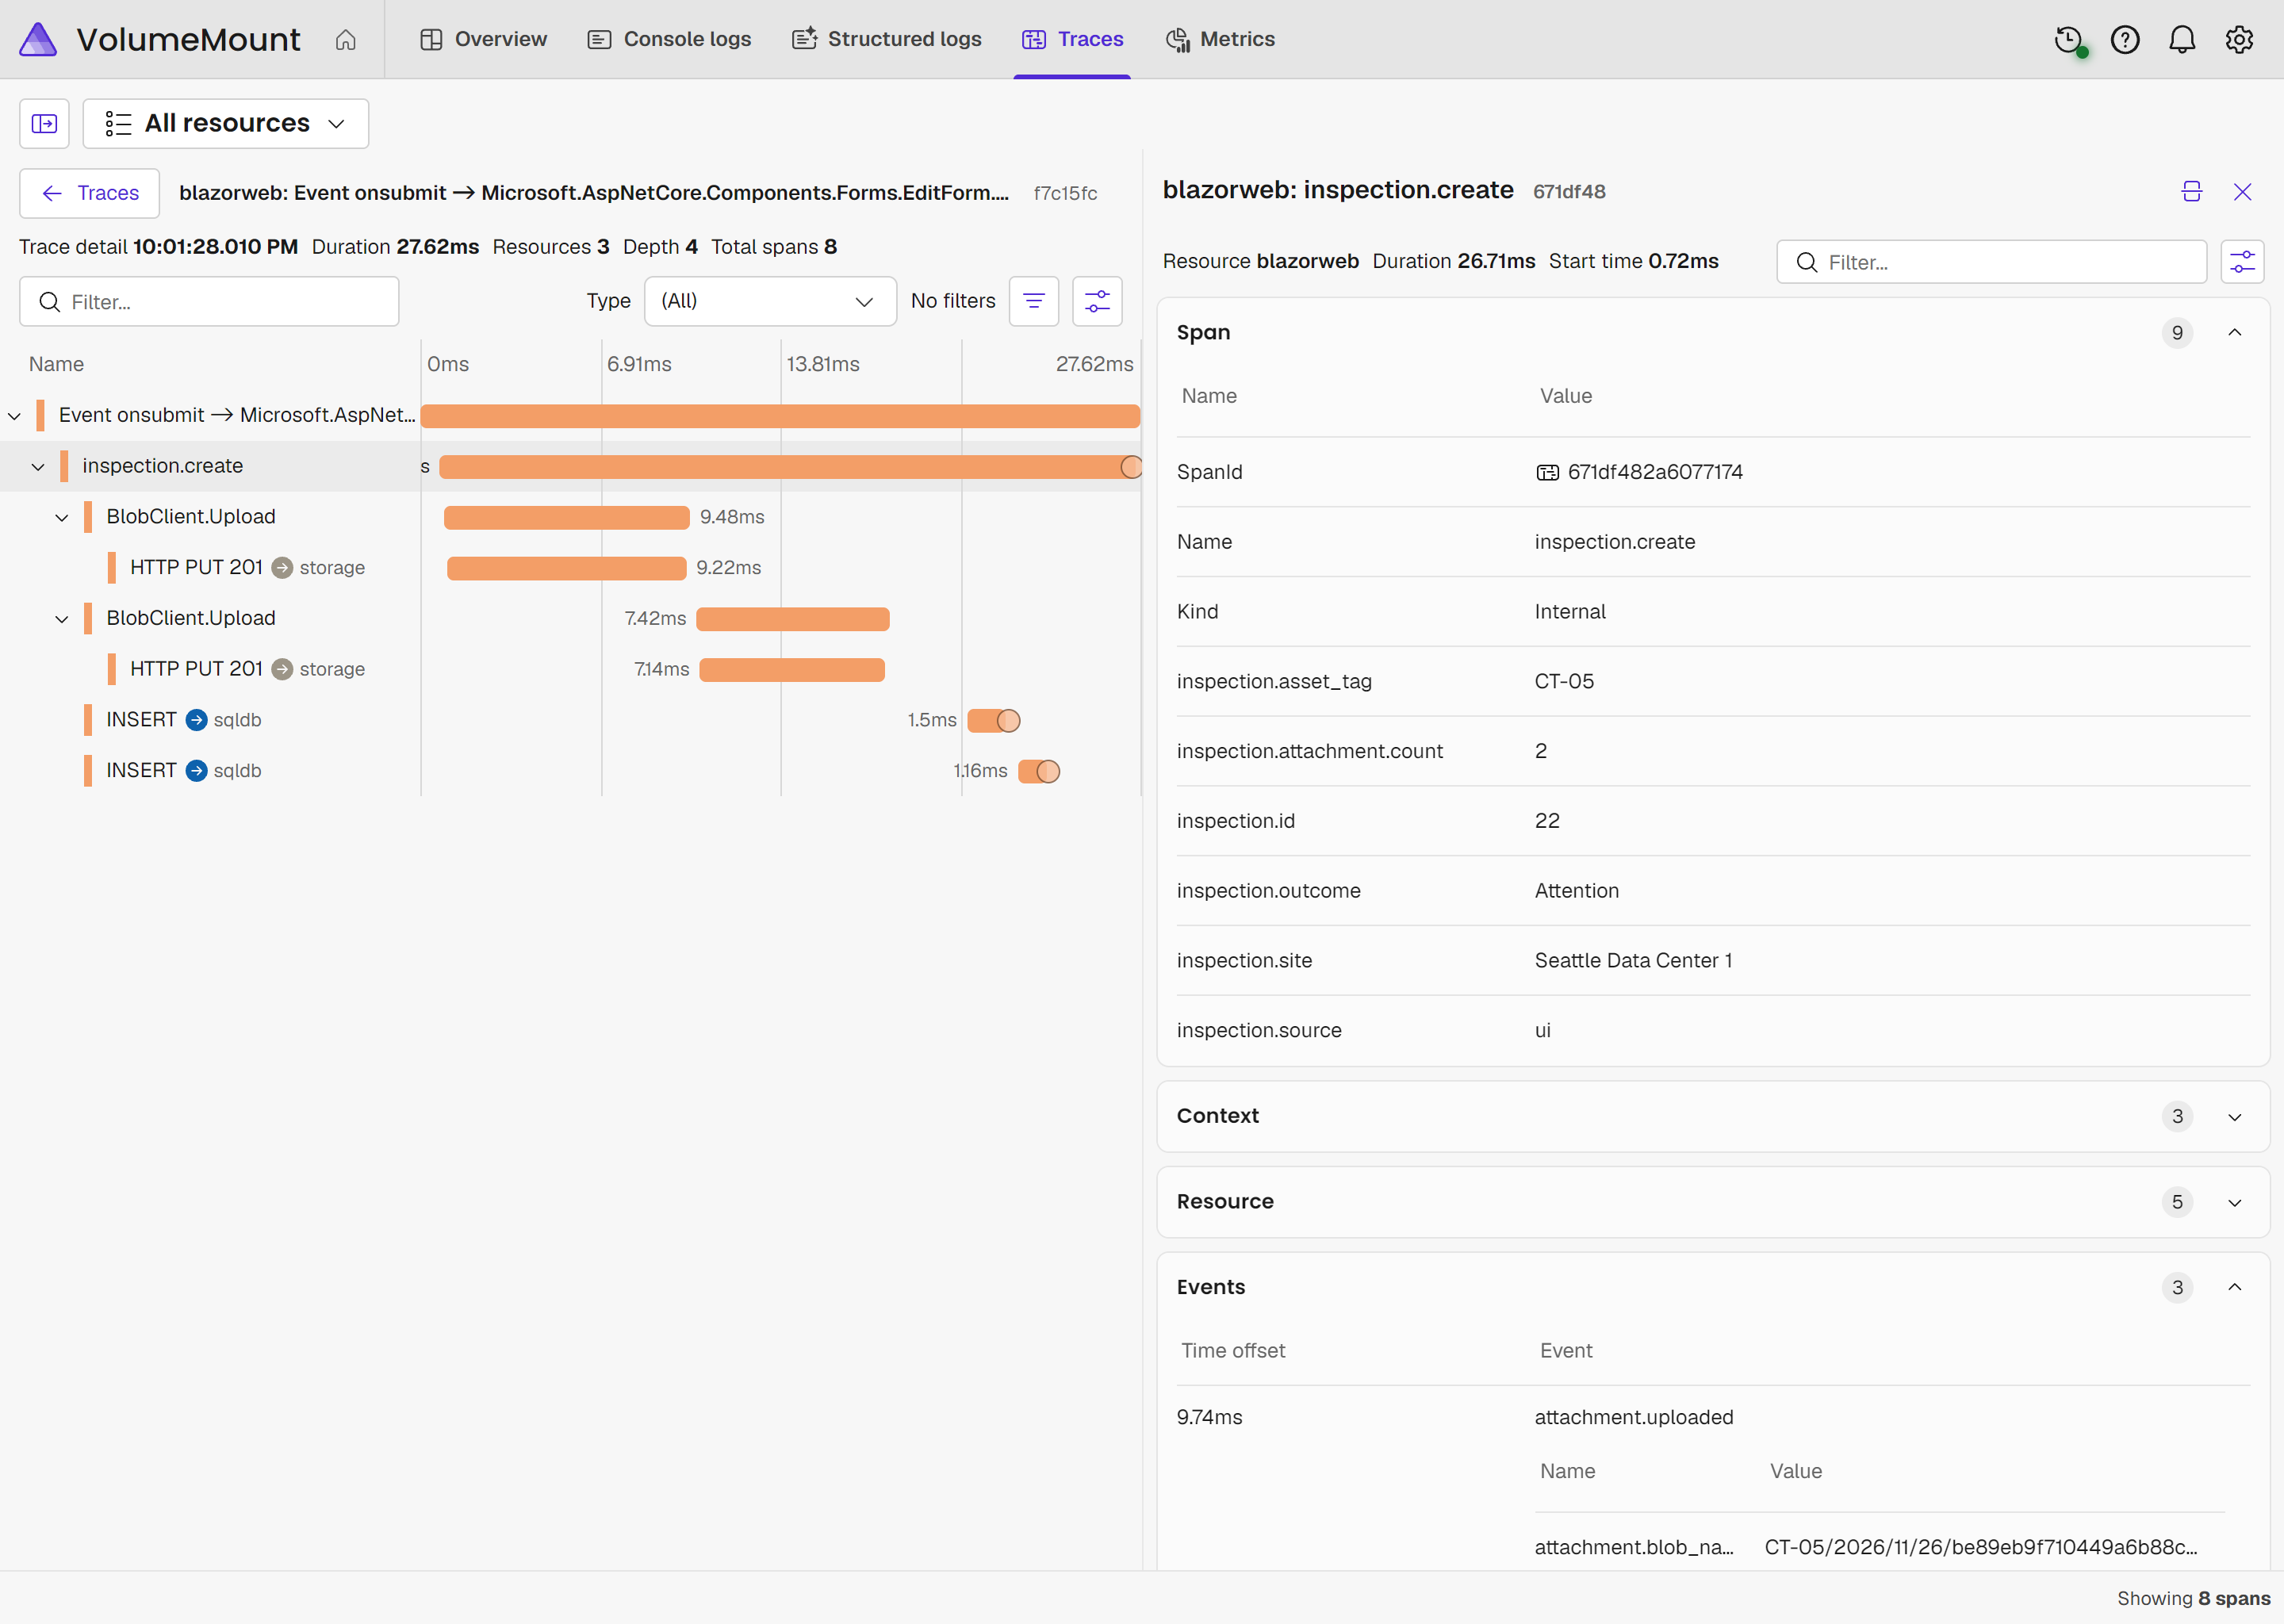 VolumeMount
Overview
Console logs
Structured logs
Traces
Metrics
All resources
Traces
blazorweb: Event onsubmit → Microsoft.AspNetCore.Components.Forms.EditForm.... f7c15fc
Trace detail 10:01:28.010 PM Duration 27.62ms Resources 3 Depth 4 Total spans 8
Filter...
Type (All) No filters
Name 0ms 6.91ms 13.81ms 27.62ms
Event onsubmit → Microsoft.AspNet...
inspection.create s
BlobClient.Upload 9.48ms
HTTP PUT 201 storage 9.22ms
BlobClient.Upload 7.42ms
HTTP PUT 201 storage 7.14ms
INSERT sqldb 1.5ms
INSERT sqldb 1.16ms
blazorweb: inspection.create 671df48
Resource blazorweb Duration 26.71ms Start time 0.72ms
Filter...
Span 9
Name Value
SpanId 671df482a6077174
Name inspection.create
Kind Internal
inspection.asset_tag CT-05
inspection.attachment.count 2
inspection.id 22
inspection.outcome Attention
inspection.site Seattle Data Center 1
inspection.source ui
Context 3
Resource 5
Events 3
Time offset Event
9.74ms attachment.uploaded
Name Value
attachment.blob_na... CT-05/2026/11/26/be89eb9f710449a6b88c...
Showing 8 spans